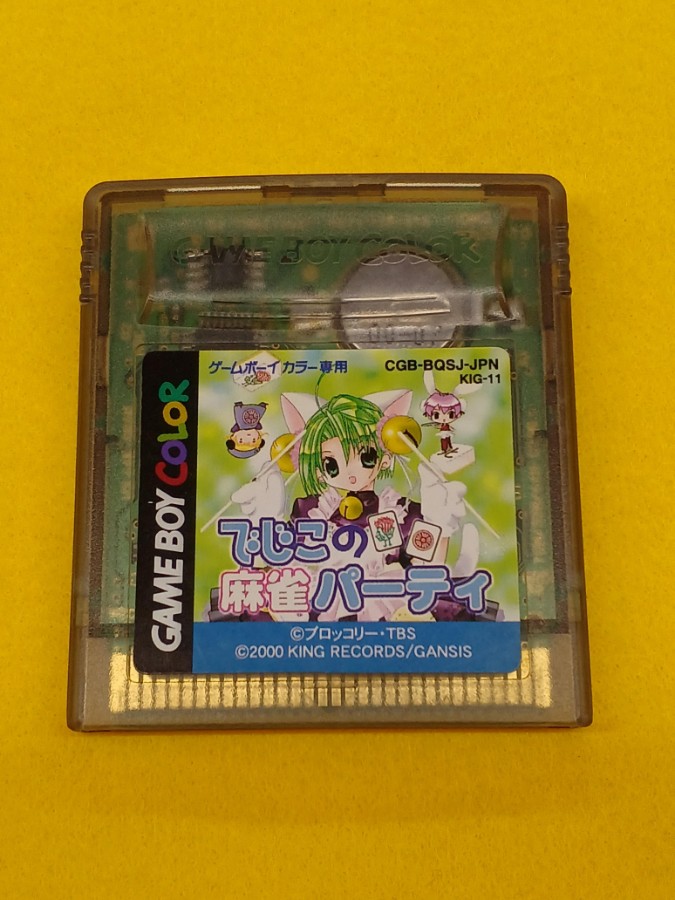 GAME BOY COLOR
GAME BOY COLOR
ゲームボーイ カラー専用
CGB-BQSJ-JPN
KIG-11
でじこの
麻雀パーティ
©ブロッコリー・TBS
©2000 KING RECORDS/GANSIS